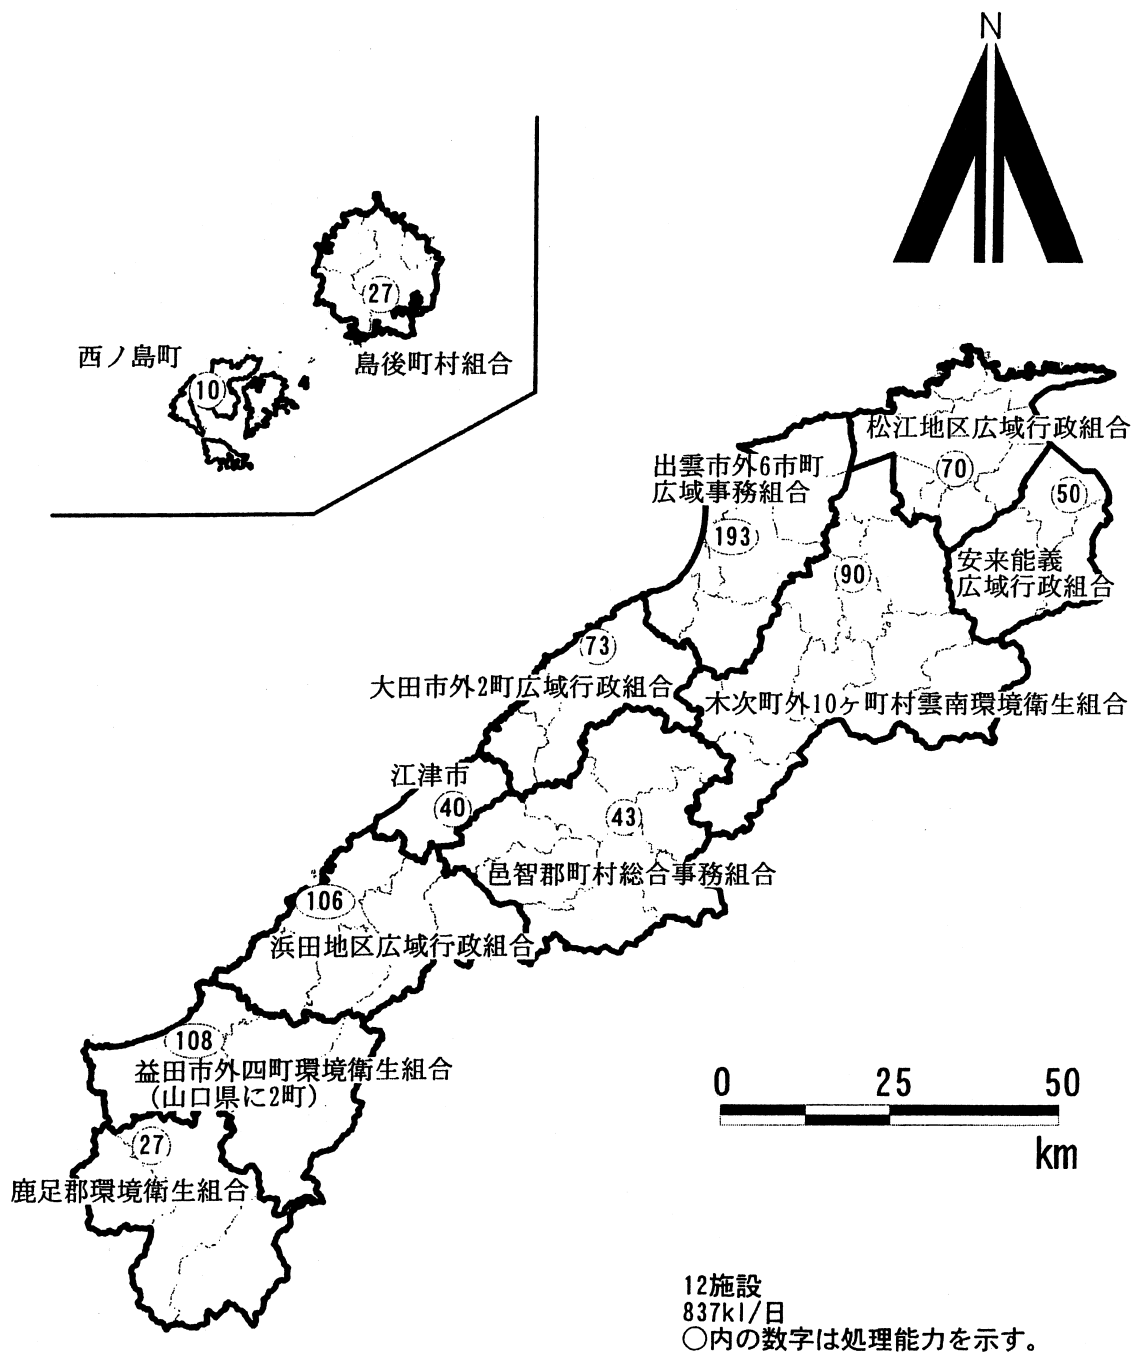 N
27
西ノ島町
10
島後町村組合
松江地区広域行政組合
70
出雲市外6市町
広域事務組合
193
50
安来能義
広域行政組合
90
73
大田市外2町広域行政組合
木次町外10ヶ町村雲南環境衛生組合
江津市
40
43
邑智郡町村総合事務組合
106
浜田地区広域行政組合
108
益田市外四町環境衛生組合
(山口県に2町)
27
鹿足郡環境衛生組合
0 25 50
km
12施設
837kl/日
○内の数字は処理能力を示す。